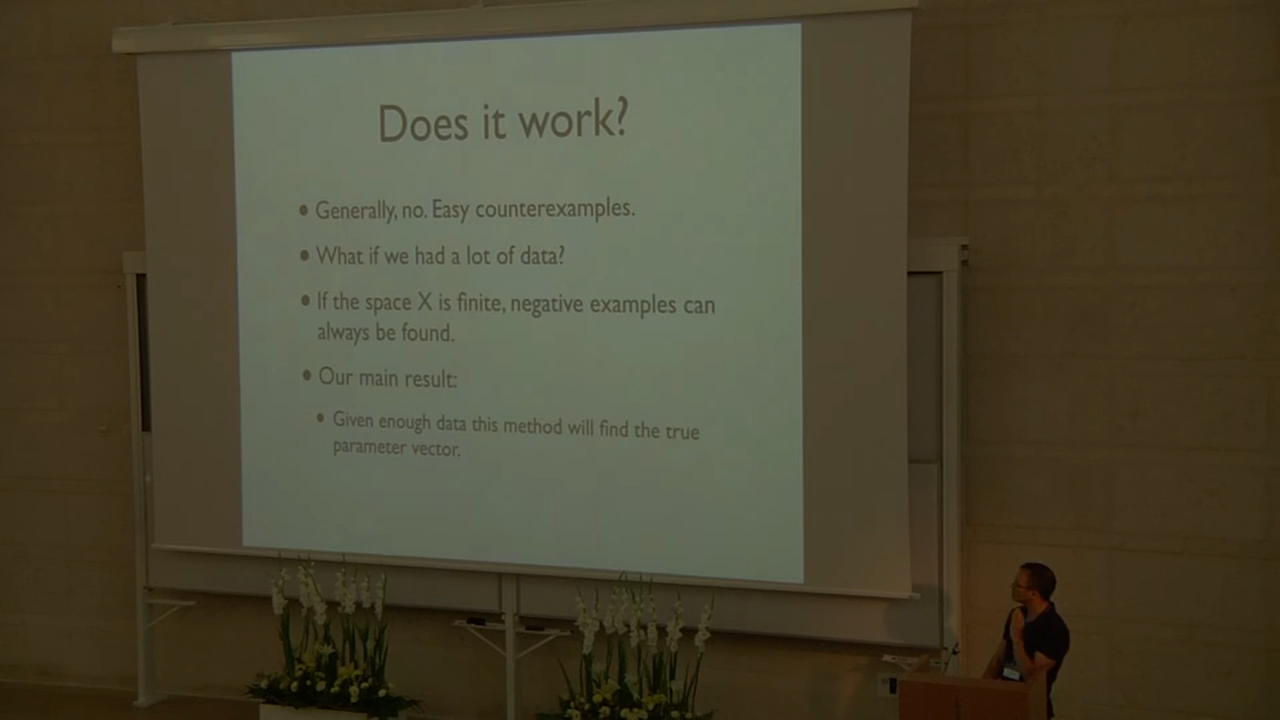 Does it work?
• Generally, no. Easy counterexamples.
• What if we had a lot of data?
• If the space X is finite, negative examples can
always be found.
• Our main result:
• Given enough data this method will find the true
parameter vector.